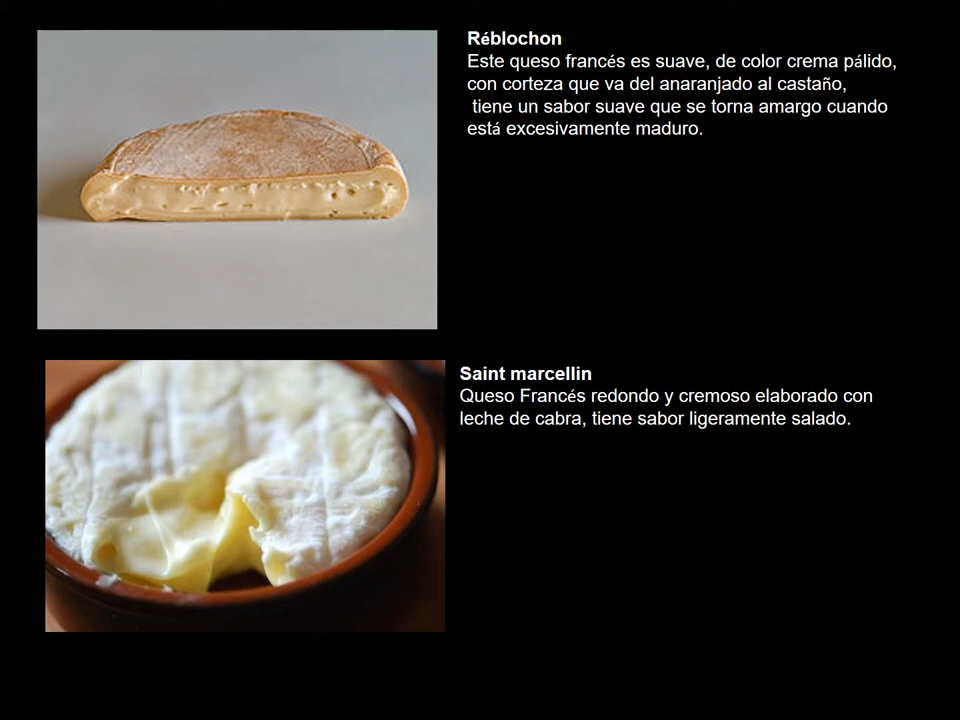 Réblochon
Este queso francés es suave, de color crema pálido,
con corteza que va del anaranjado al castaño,
tiene un sabor suave que se torna amargo cuando
está excesivamente maduro.
Saint marcellin
Queso Francés redondo y cremoso elaborado con
leche de cabra, tiene sabor ligeramente salado.